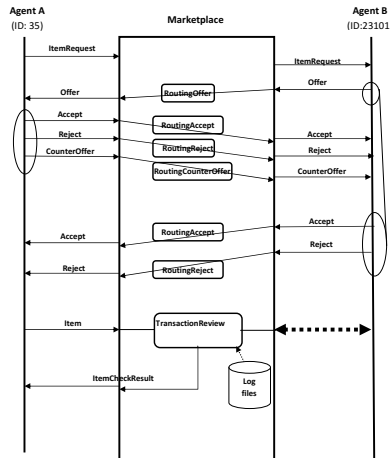 Agent A
(ID: 35)
Marketplace
Agent B
(ID:23101
ItemRequest
ItemRequest
Offer
RoutingOffer
Offer
Accept
RoutingAccept
Accept
Reject
RoutingReject
Reject
CounterOffer
RoutingCounterOffer
CounterOffer
Accept
RoutingAccept
Accept
Reject
RoutingReject
Reject
Item
TransactionReview
ItemCheckResult
Log
files